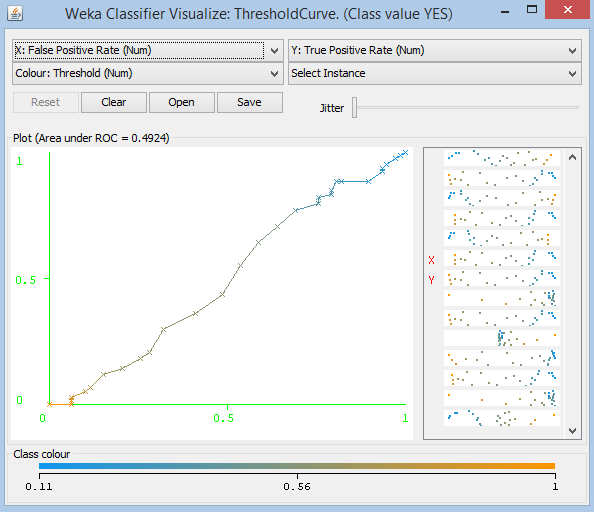 Weka Classifier Visualize: ThresholdCurve. (Class value YES)
X: False Positive Rate (Num)
Y: True Positive Rate (Num)
Colour: Threshold (Num)
Select Instance
Reset
Clear
Open
Save
Jitter
Plot (Area under ROC = 0.4924)
1
0.5
0
0
0.5
1
X
Y
Class colour
0.11
0.56
1